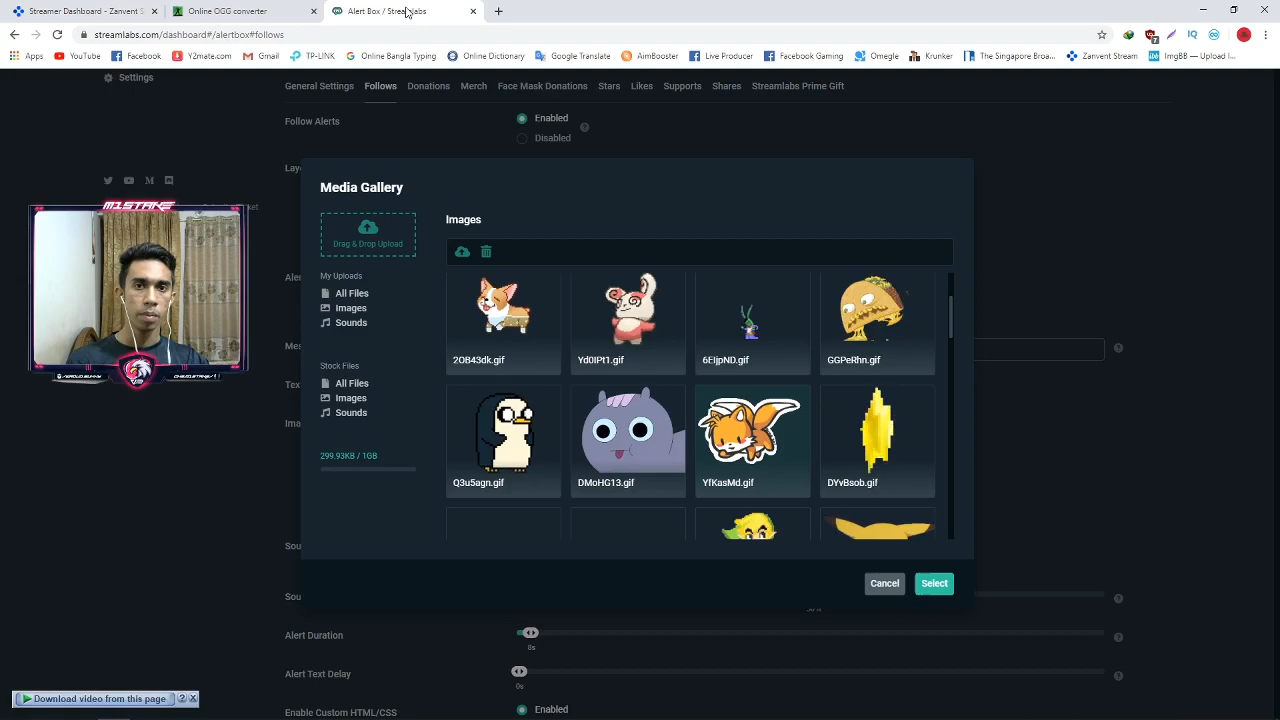 Streamer Dashboard - Zanvent S
Online OGG converter
Alert Box / Streamlabs
streamlabs.com/dashboard#/alertbox#follows
Apps
YouTube
Facebook
Y2mate.com
Gmail
TP-LINK
Google Bangla Typing
Online Dictionary
Google Translate
AimBooster
Live Producer
Facebook Gaming
Omegle
Krunker
The Singapore Broa...
Zanvent Stream
ImgBB — Upload I...
Settings
General Settings
Follows
Donations
Merch
Face Mask Donations
Stars
Likes
Supports
Shares
Streamlabs Prime Gift
Follow Alerts
Enabled
Disabled
Media Gallery
Drag & Drop Upload
My Uploads
All Files
Images
Sounds
Stock Files
All Files
Images
Sounds
299.93KB / 1GB
Images
2OB43dk.gif
Yd0IPt1.gif
6EIjpND.gif
GGPeRhn.gif
Q3u5agn.gif
DMoHG13.gif
YfKasMd.gif
DYvBsob.gif
Cancel
Select
M1STAKE
Alert Duration
8s
Alert Text Delay
0s
Enable Custom HTML/CSS
Enabled
Download video from this page